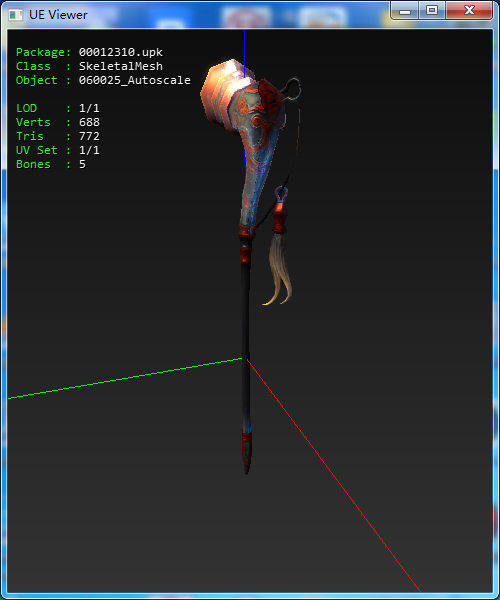 UE Viewer
Package: 00012310.upk
Class : SkeletalMesh
Object : 060025_Autoscale
LOD : 1/1
Verts : 688
Tris : 772
UV Set : 1/1
Bones : 5